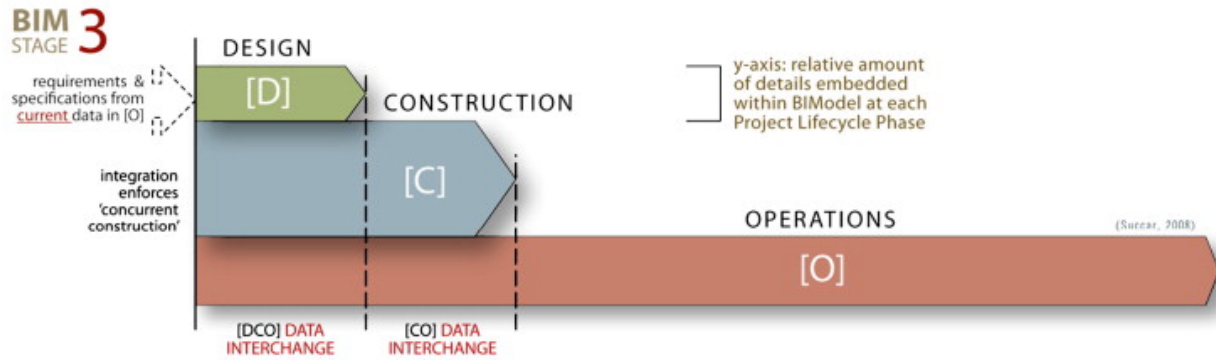 BIM
STAGE 3
requirements &
specifications from
current data in [O]
integration
enforces
'concurrent
construction'
DESIGN
[D]
CONSTRUCTION
[C]
y-axis: relative amount
of details embedded
within BIModel at each
Project Lifecycle Phase
OPERATIONS
(Succar, 2008)
[O]
[DCO] DATA
INTERCHANGE
[CO] DATA
INTERCHANGE